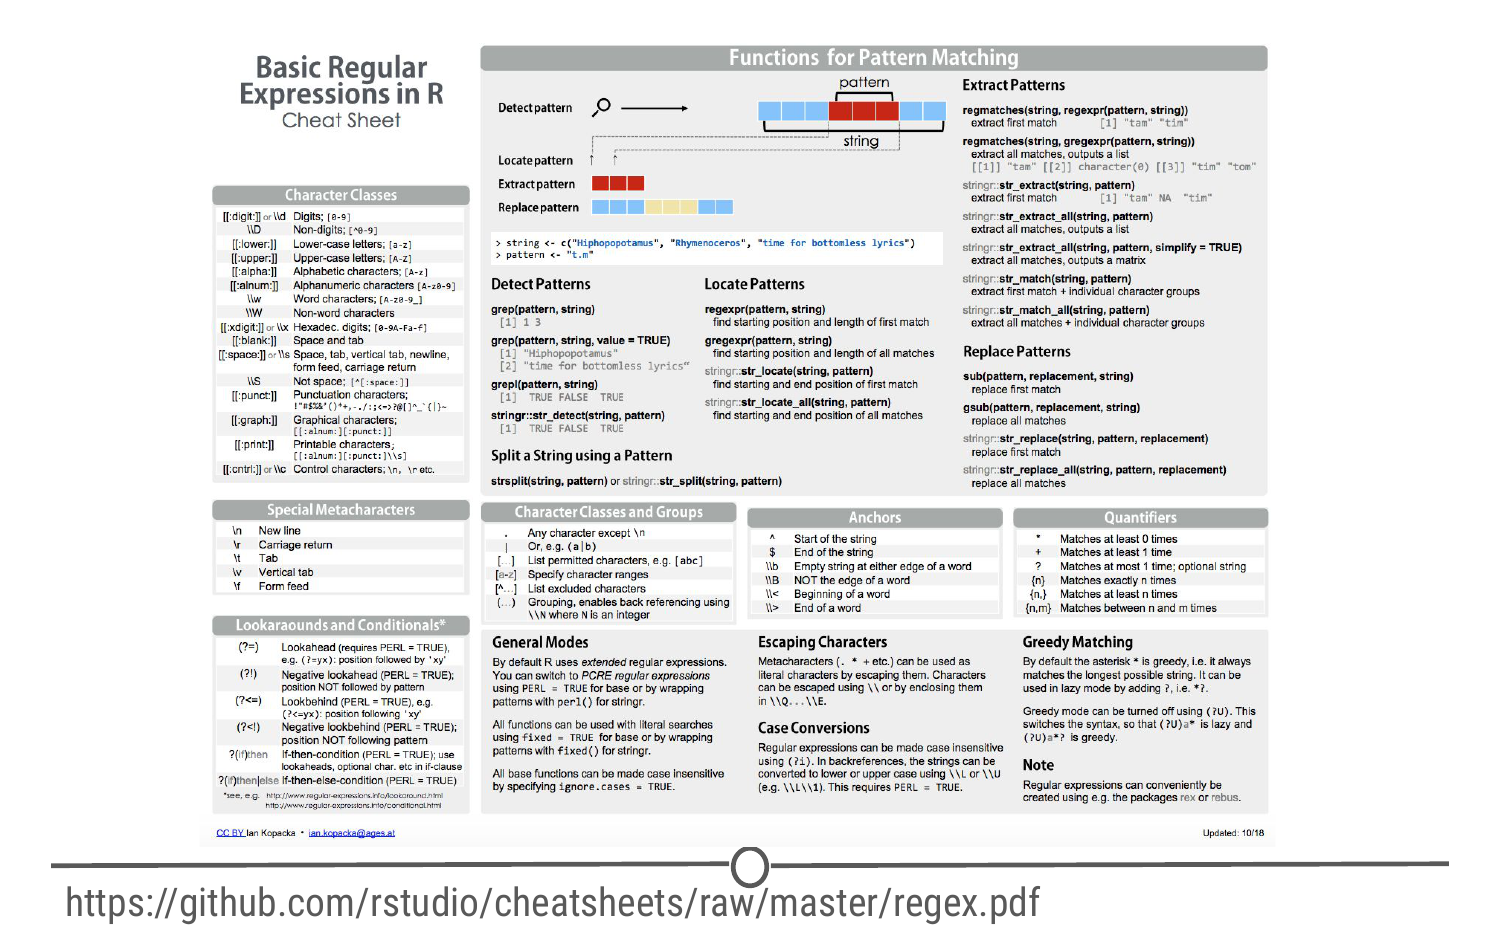 Basic Regular
Expressions in R
Cheat Sheet
Functions for Pattern Matching
Detect pattern
pattern
string
Locate pattern
Extract pattern
Replace pattern
> string <- c("Hiphopopotamus", "Rhymenoceros", "time for bottomless lyrics")
> pattern <- "t.m"
Detect Patterns
grep(pattern, string)
[1] 1 3
grep(pattern, string, value = TRUE)
[1] "Hiphopopotamus"
[2] "time for bottomless lyrics"
grepl(pattern, string)
[1] TRUE FALSE TRUE
stringr::str_detect(string, pattern)
[1] TRUE FALSE TRUE
Split a String using a Pattern
strsplit(string, pattern) or stringr::str_split(string, pattern)
Locate Patterns
regexpr(pattern, string)
find starting position and length of first match
gregexpr(pattern, string)
find starting position and length of all matches
stringr::str_locate(string, pattern)
find starting and end position of first match
stringr::str_locate_all(string, pattern)
find starting and end position of all matches
Extract Patterns
regmatches(string, regexpr(pattern, string))
extract first match [1] "tam" "tim"
regmatches(string, gregexpr(pattern, string))
extract all matches, outputs a list
[[1]] "tam" [[2]] character(0) [[3]] "tim" "tom"
stringr::str_extract(string, pattern)
extract first match [1] "tam" NA "tim"
stringr::str_extract_all(string, pattern)
extract all matches, outputs a list
stringr::str_extract_all(string, pattern, simplify = TRUE)
extract all matches, outputs a matrix
stringr::str_match(string, pattern)
extract first match + individual character groups
stringr::str_match_all(string, pattern)
extract all matches + individual character groups
Replace Patterns
sub(pattern, replacement, string)
replace first match
gsub(pattern, replacement, string)
replace all matches
stringr::str_replace(string, pattern, replacement)
replace first match
stringr::str_replace_all(string, pattern, replacement)
replace all matches
Character Classes
[[:digit:]] or \\d Digits; [0-9]
\\D Non-digits; [^0-9]
[[:lower:]] Lower-case letters; [a-z]
[[:upper:]] Upper-case letters; [A-Z]
[[:alpha:]] Alphabetic characters; [A-z]
[[:alnum:]] Alphanumeric characters [A-z0-9]
\\w Word characters; [A-z0-9_]
\\W Non-word characters
[[:xdigit:]] or \\x Hexadec. digits; [0-9A-Fa-f]
[[:blank:]] Space and tab
[[:space:]] or \\s Space, tab, vertical tab, newline,
form feed, carriage return
\\S Not space; [^[:space:]]
[[:punct:]] Punctuation characters;
!"#$%&'()*+,-./:;<=>?@[]^_`{|}~
[[:graph:]] Graphical characters;
[[:alnum:][:punct:]]
[[:print:]] Printable characters;
[[:alnum:][:punct:]\\s]
[[:cntrl:]] or \\c Control characters; \n, \r etc.
Special Metacharacters
\n New line
\r Carriage return
\t Tab
\v Vertical tab
\f Form feed
Lookaraounds and Conditionals*
(?=) Lookahead (requires PERL = TRUE),
e.g. (?=yx): position followed by 'xy'
(?!) Negative lookahead (PERL = TRUE);
position NOT followed by pattern
(?<=) Lookbehind (PERL = TRUE), e.g.
(?<=yx): position following 'xy'
(?<!) Negative lookbehind (PERL = TRUE);
position NOT following pattern
?(if)then If-then-condition (PERL = TRUE); use
lookaheads, optional char. etc in if-clause
?(if)then|else If-then-else-condition (PERL = TRUE)
*see, e.g. http://www.regular-expressions.info/lookaround.html
http://www.regular-expressions.info/conditional.html
Character Classes and Groups
. Any character except \n
| Or, e.g. (a|b)
[…] List permitted characters, e.g. [abc]
[a-z] Specify character ranges
[^…] List excluded characters
(…) Grouping, enables back referencing using
\\N where N is an integer
Anchors
^ Start of the string
$ End of the string
\\b Empty string at either edge of a word
\\B NOT the edge of a word
\\< Beginning of a word
\\> End of a word
Quantifiers
* Matches at least 0 times
+ Matches at least 1 time
? Matches at most 1 time; optional string
{n} Matches exactly n times
{n,} Matches at least n times
{n,m} Matches between n and m times
General Modes
By default R uses extended regular expressions.
You can switch to PCRE regular expressions
using PERL = TRUE for base or by wrapping
patterns with perl() for stringr.
All functions can be used with literal searches
using fixed = TRUE for base or by wrapping
patterns with fixed() for stringr.
All base functions can be made case insensitive
by specifying ignore.cases = TRUE.
Escaping Characters
Metacharacters (. * + etc.) can be used as
literal characters by escaping them. Characters
can be escaped using \\ or by enclosing them
in \\Q...\\E.
Case Conversions
Regular expressions can be made case insensitive
using (?i). In backreferences, the strings can be
converted to lower or upper case using \\L or \\U
(e.g. \\L\\1). This requires PERL = TRUE.
Greedy Matching
By default the asterisk * is greedy, i.e. it always
matches the longest possible string. It can be
used in lazy mode by adding ?, i.e. *?.
Greedy mode can be turned off using (?U). This
switches the syntax, so that (?U)a* is lazy and
(?U)a*? is greedy.
Note
Regular expressions can conveniently be
created using e.g. the packages rex or rebus.
CC BY Ian Kopacka • ian.kopacka@ages.at
Updated: 10/18
https://github.com/rstudio/cheatsheets/raw/master/regex.pdf